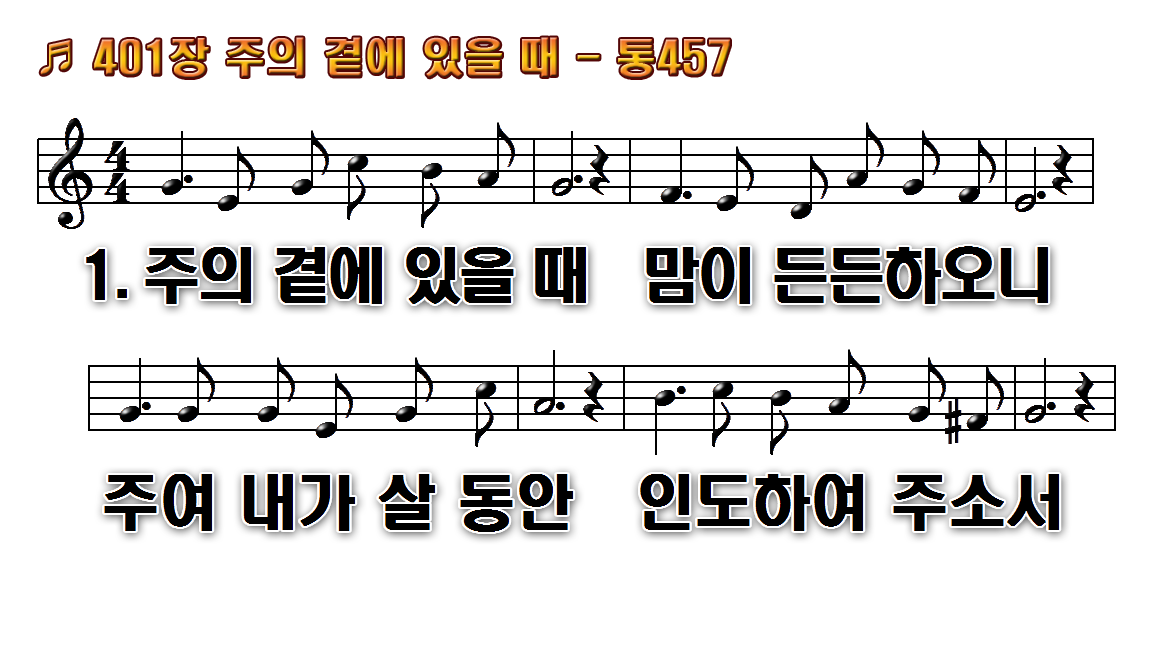 401장 주의 곁에 있을 때 - 통457
4
4
1. 주의 곁에 있을 때 맘이 든든하오니
주여 내가 살 동안 인도하여 주소서